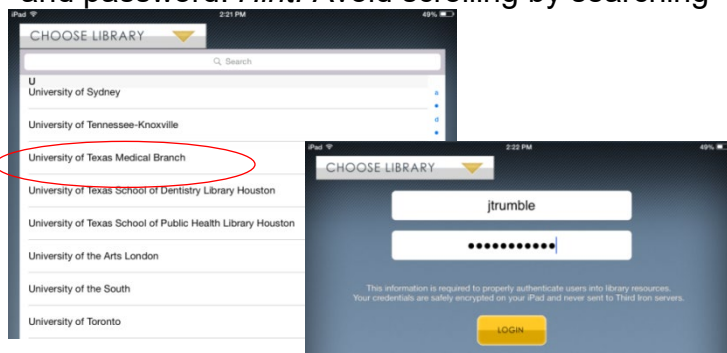 and password. Hint: Avoid scrolling by searching
iPad 2:21 PM 49%
CHOOSE LIBRARY
Search
U
University of Sydney
a
d
University of Tennessee-Knoxville
University of Texas Medical Branch
University of Texas School of Dentistry Library Houston
University of Texas School of Public Health Library Houston
University of the Arts London
University of the South
University of Toronto
iPad 2:22 PM 49%
CHOOSE LIBRARY
jtrumble
•••••••••••
This information is required to properly authenticate users into library resources.
Your credentials are safely encrypted on your iPad and never sent to Third Iron servers.
LOGIN